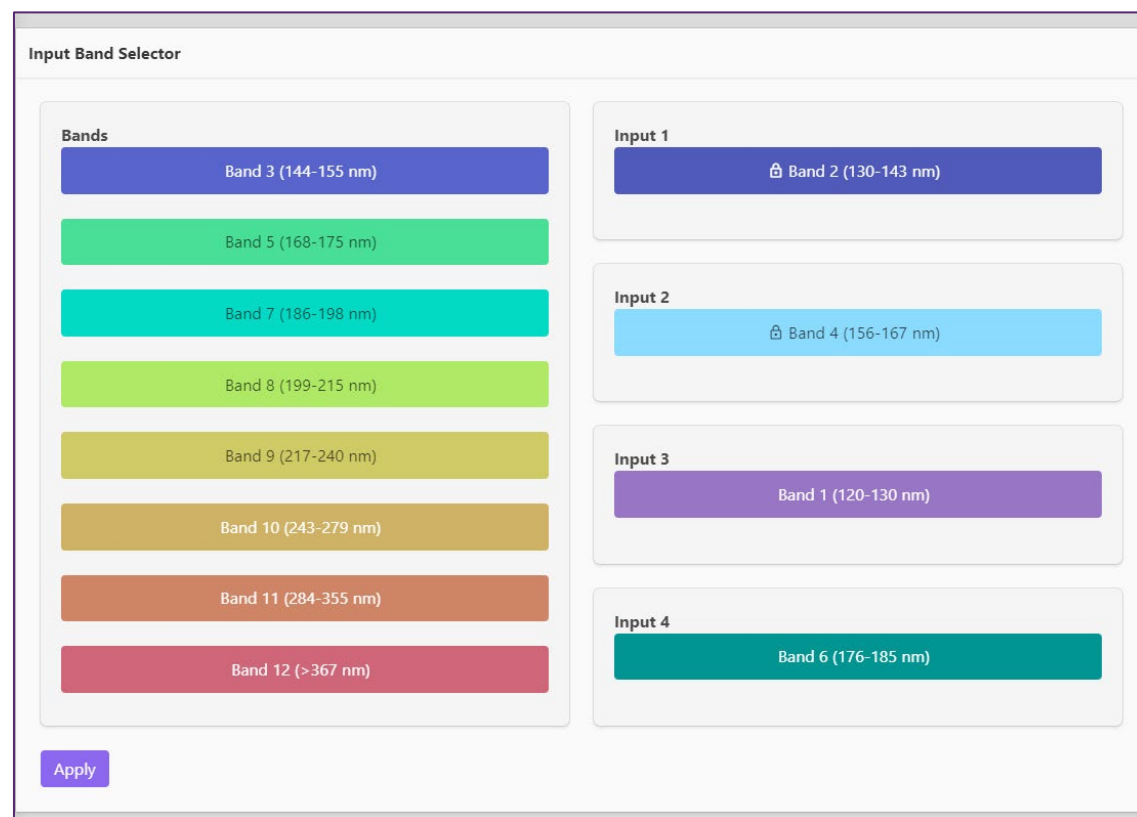 Input Band Selector
Bands
Band 3 (144-155 nm)
Band 5 (168-175 nm)
Band 7 (186-198 nm)
Band 8 (199-215 nm)
Band 9 (217-240 nm)
Band 10 (243-279 nm)
Band 11 (284-355 nm)
Band 12 (>367 nm)
Apply
Input 1
Band 2 (130-143 nm)
Input 2
Band 4 (156-167 nm)
Input 3
Band 1 (120-130 nm)
Input 4
Band 6 (176-185 nm)